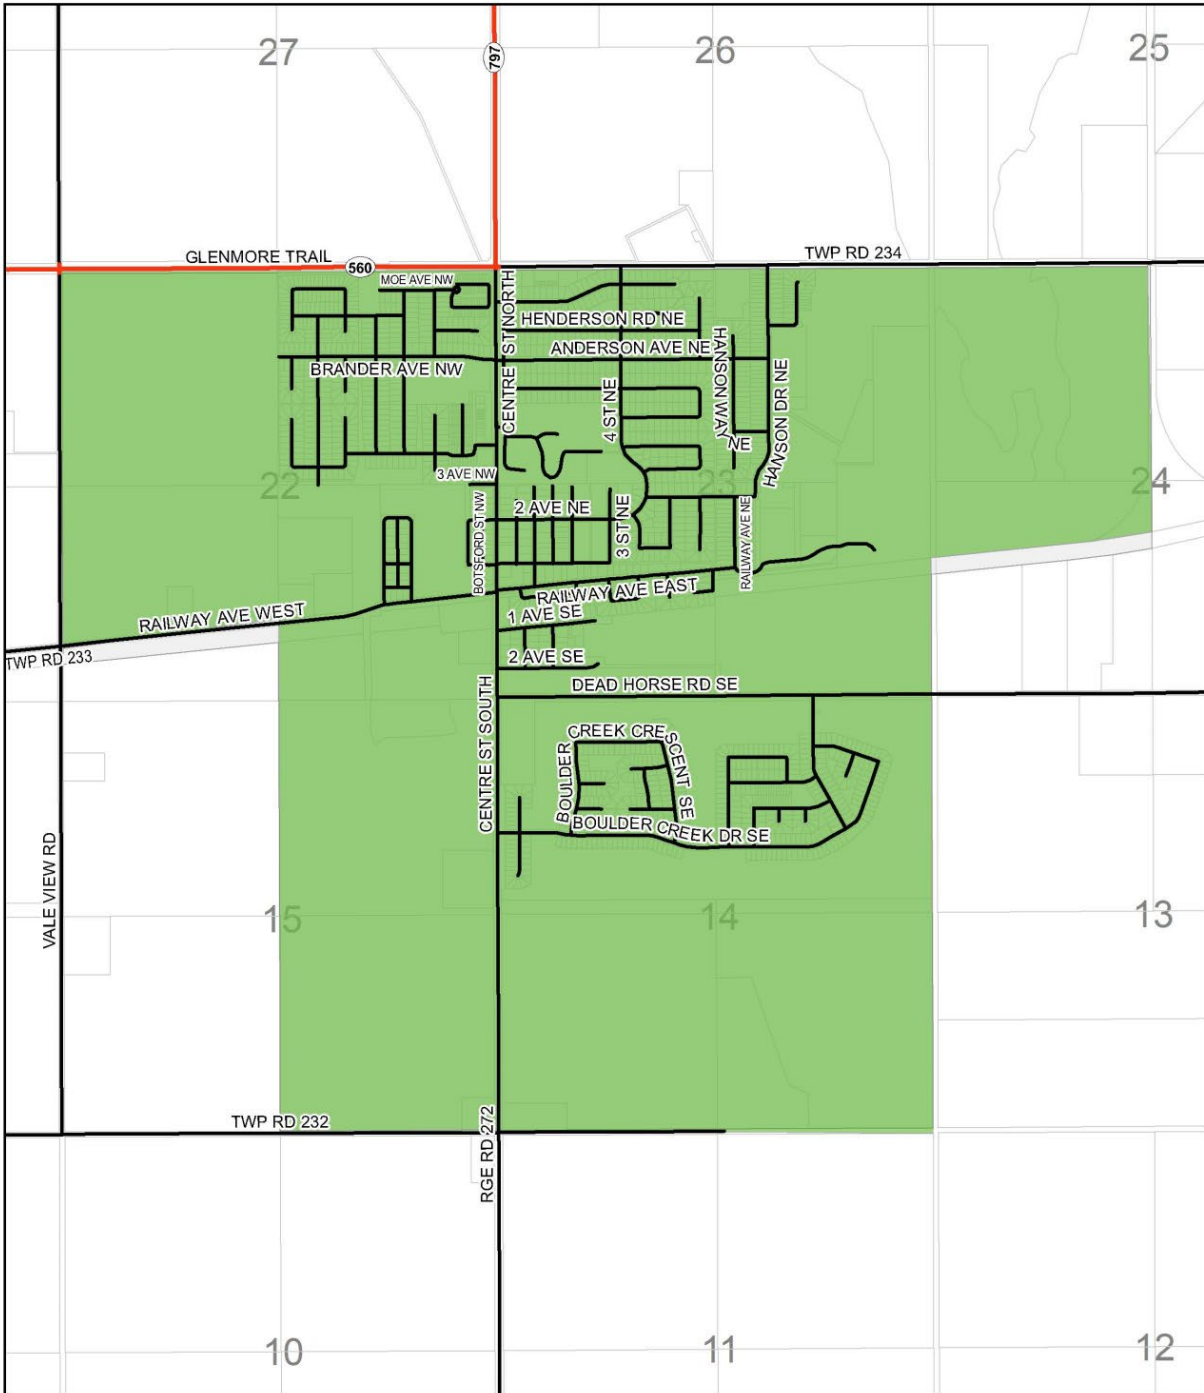 27
797
26
25
GLENMORE TRAIL
560
TWP RD 234
MOE AVE NW
CENTRE ST NORTH
HENDERSON RD NE
ANDERSON AVE NE
HANSON WAY NE
HANSON DR NE
BRANDER AVE NW
4 ST NE
3 AVE NW
22
23
24
BOTSFORD ST NW
2 AVE NE
3 ST NE
RAILWAY AVE NE
RAILWAY AVE EAST
RAILWAY AVE WEST
1 AVE SE
TWP RD 233
2 AVE SE
DEAD HORSE RD SE
CENTRE ST SOUTH
BOULDER CREEK CRESCENT SE
BOULDER CREEK DR SE
VALE VIEW RD
15
14
13
TWP RD 232
RGE RD 272
10
11
12